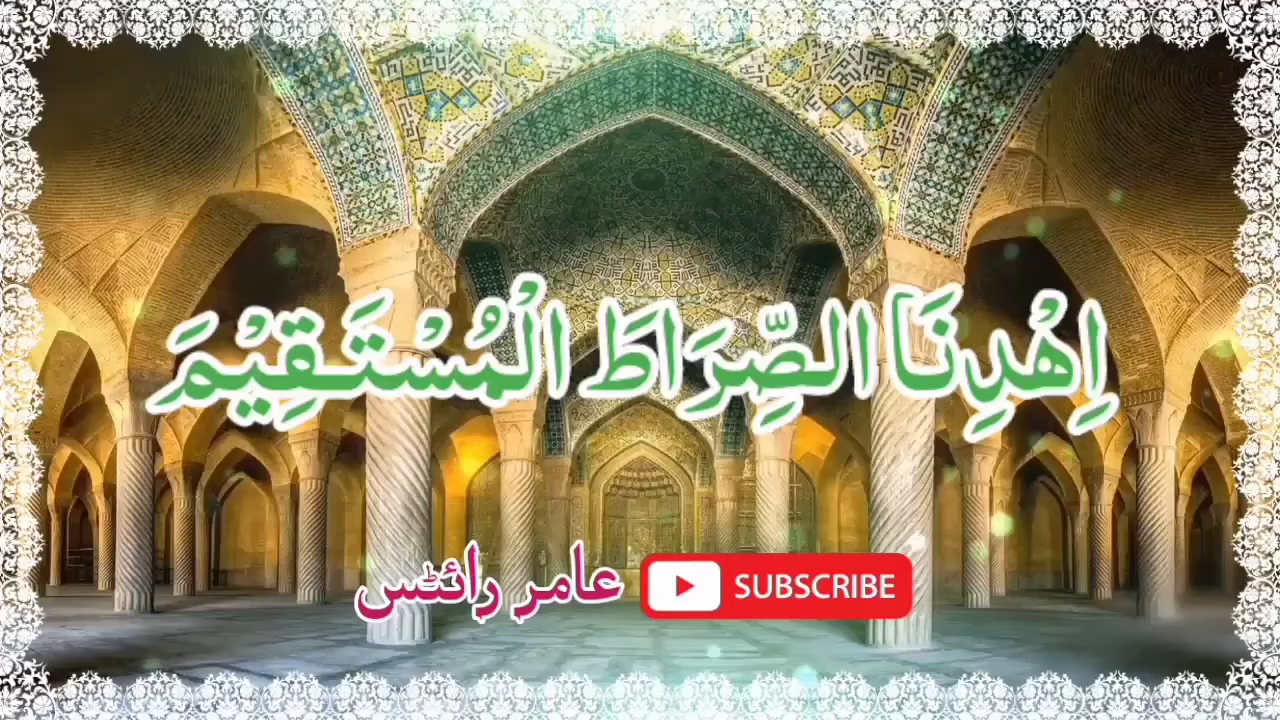 اِهْدِنَا الصِّرَاطَ الْمُسْتَقِيْمَ
عامر رائٹس SUBSCRIBE